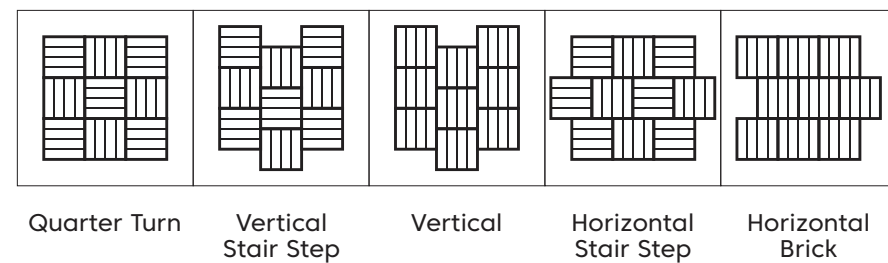 Quarter Turn
Vertical
Stair Step
Vertical
Horizontal
Stair Step
Horizontal
Brick